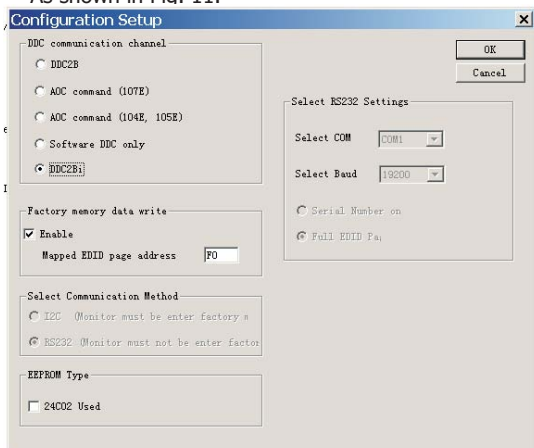 As shown in Fig. 11.
Configuration Setup
DDC communication channel
DDC2B
AOC command (107E)
AOC command (104E, 105E)
Software DDC only
DDC2Bi
Factory memory data write
Enable
Mapped EDID page address F0
Select Communication Method
I2C (Monitor must be enter factory m
RS232 (Monitor must not be enter factor
EEPROM Type
24C02 Used
OK
Cancel
Select RS232 Settings
Select COM COM1
Select Baud 19200
Serial Number on
Full EDID Pa